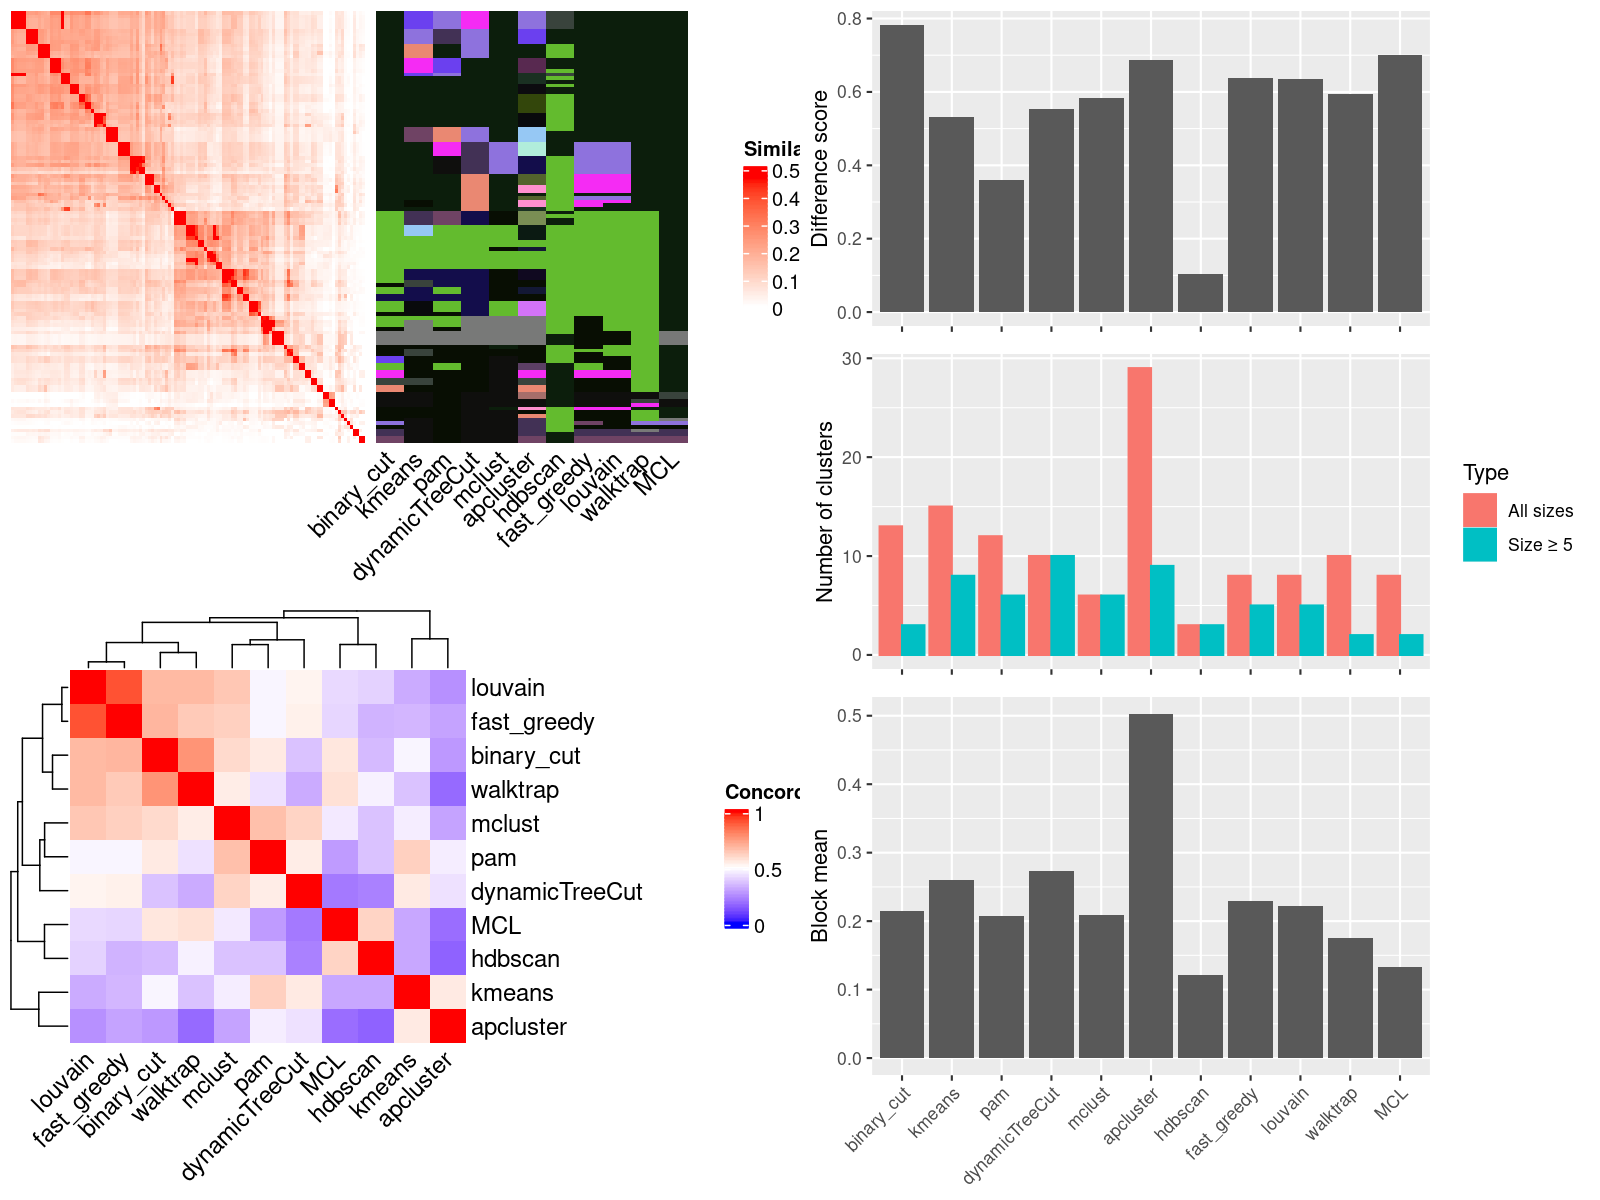 Simila
0.5
0.4
0.3
0.2
0.1
0
binary_cut
kmeans
pam
dynamicTreeCut
mclust
apcluster
hdbscan
fast_greedy
louvain
walktrap
MCL
louvain
fast_greedy
binary_cut
walktrap
mclust
pam
dynamicTreeCut
MCL
hdbscan
kmeans
apcluster
louvain
fast_greedy
binary_cut
walktrap
mclust
pam
dynamicTreeCut
MCL
hdbscan
kmeans
apcluster
Concord
1
0.5
0
Difference score
0.8
0.6
0.4
0.2
0.0
Number of clusters
30
20
10
0
Type
All sizes
Size ≥ 5
Block mean
0.5
0.4
0.3
0.2
0.1
0.0
binary_cut
kmeans
pam
dynamicTreeCut
mclust
apcluster
hdbscan
fast_greedy
louvain
walktrap
MCL